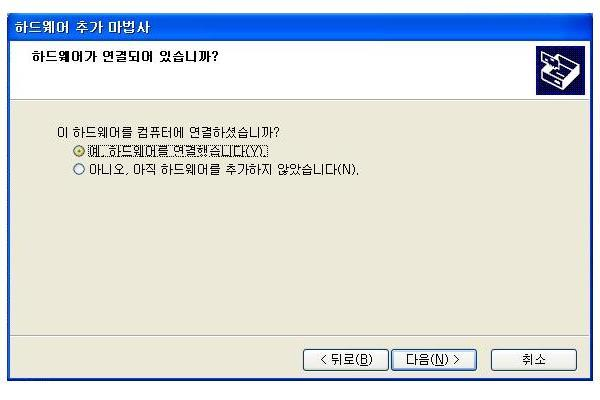 하드웨어 추가 마법사
하드웨어가 연결되어 있습니까?
이 하드웨어를 컴퓨터에 연결하셨습니까?
예, 하드웨어를 연결했습니다(Y).
아니오, 아직 하드웨어를 추가하지 않았습니다(N).
< 뒤로(B) 다음(N) > 취소